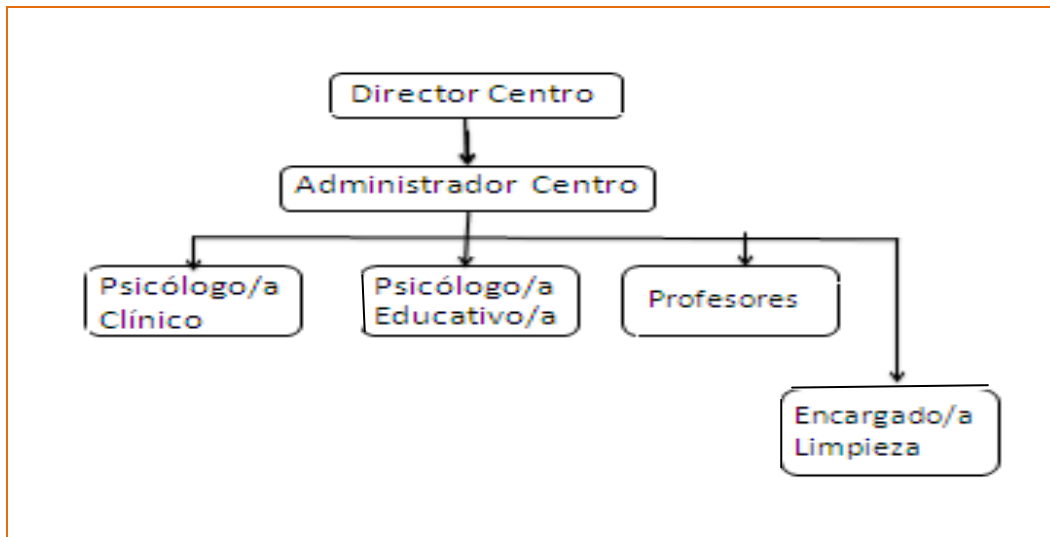 Director Centro
Administrador Centro
Psicólogo/a
Clínico
Psicólogo/a
Educativo/a
Profesores
Encargado/a
Limpieza